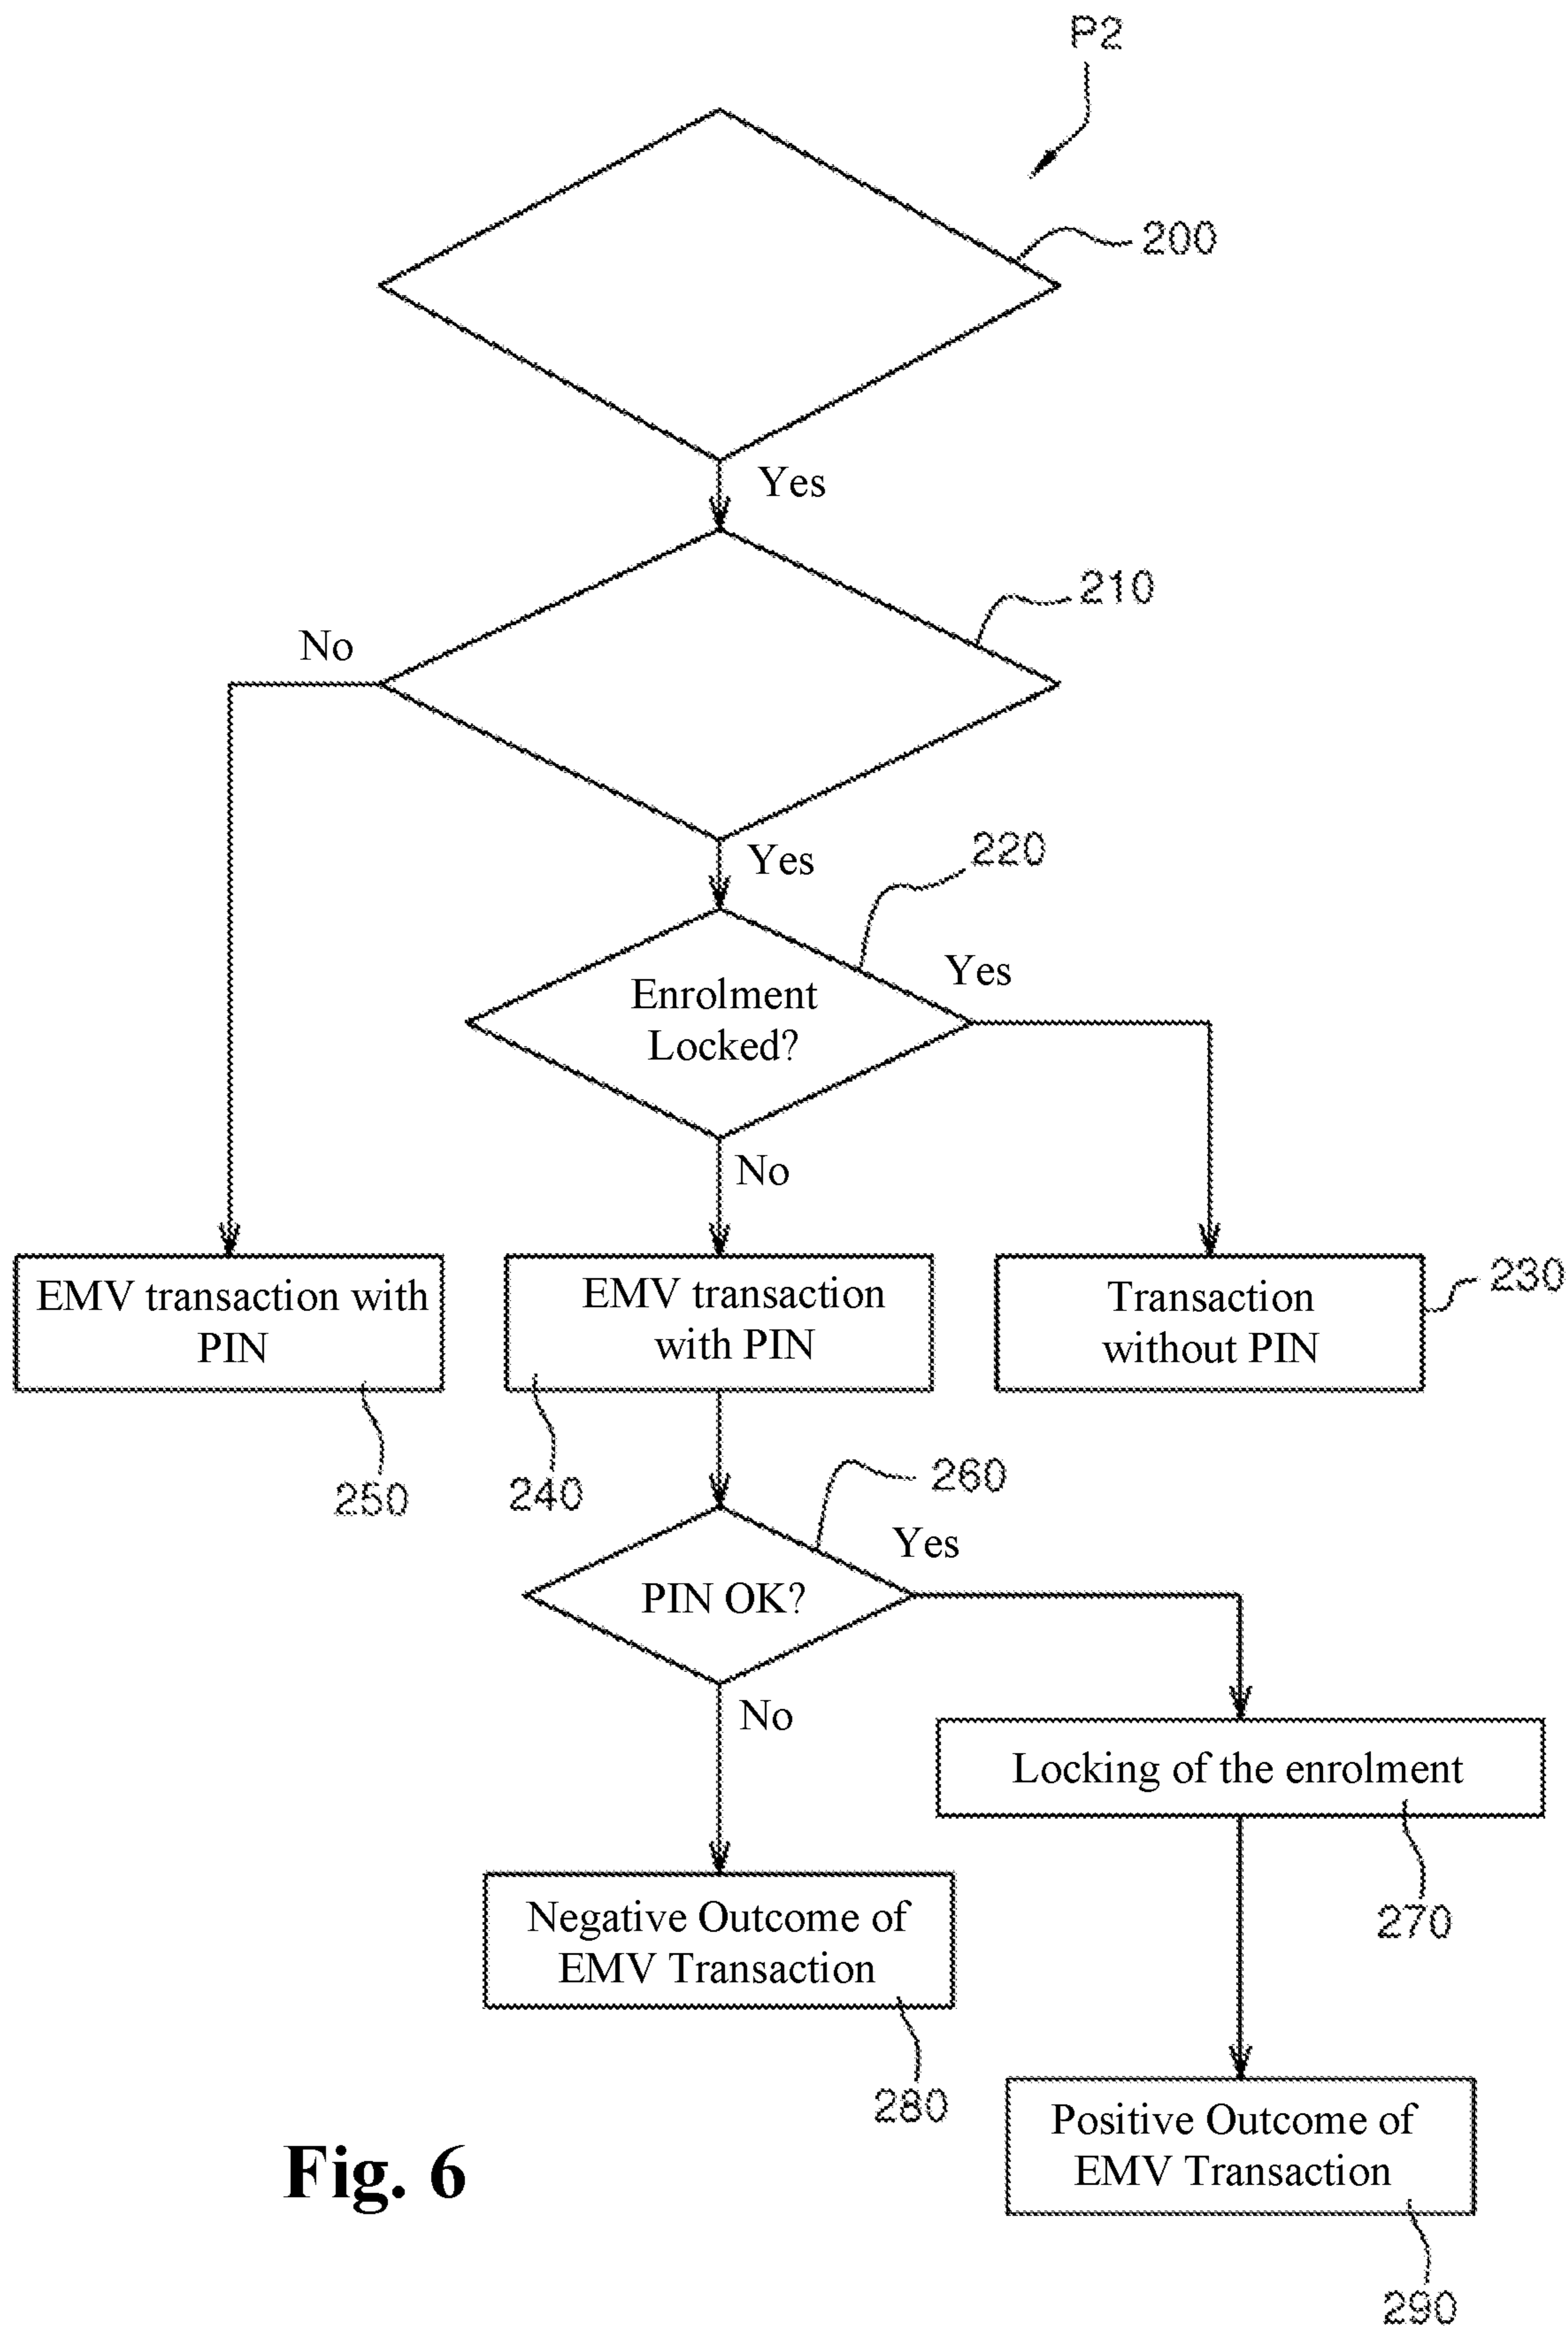 P2
200
Yes
210
No
Yes
220
Enrolment
Locked?
Yes
No
EMV transaction with
PIN
EMV transaction
with PIN
Transaction
without PIN
230
250
240
260
Yes
PIN OK?
No
Locking of the enrolment
270
Negative Outcome of
EMV Transaction
280
Positive Outcome of
EMV Transaction
290
Fig. 6